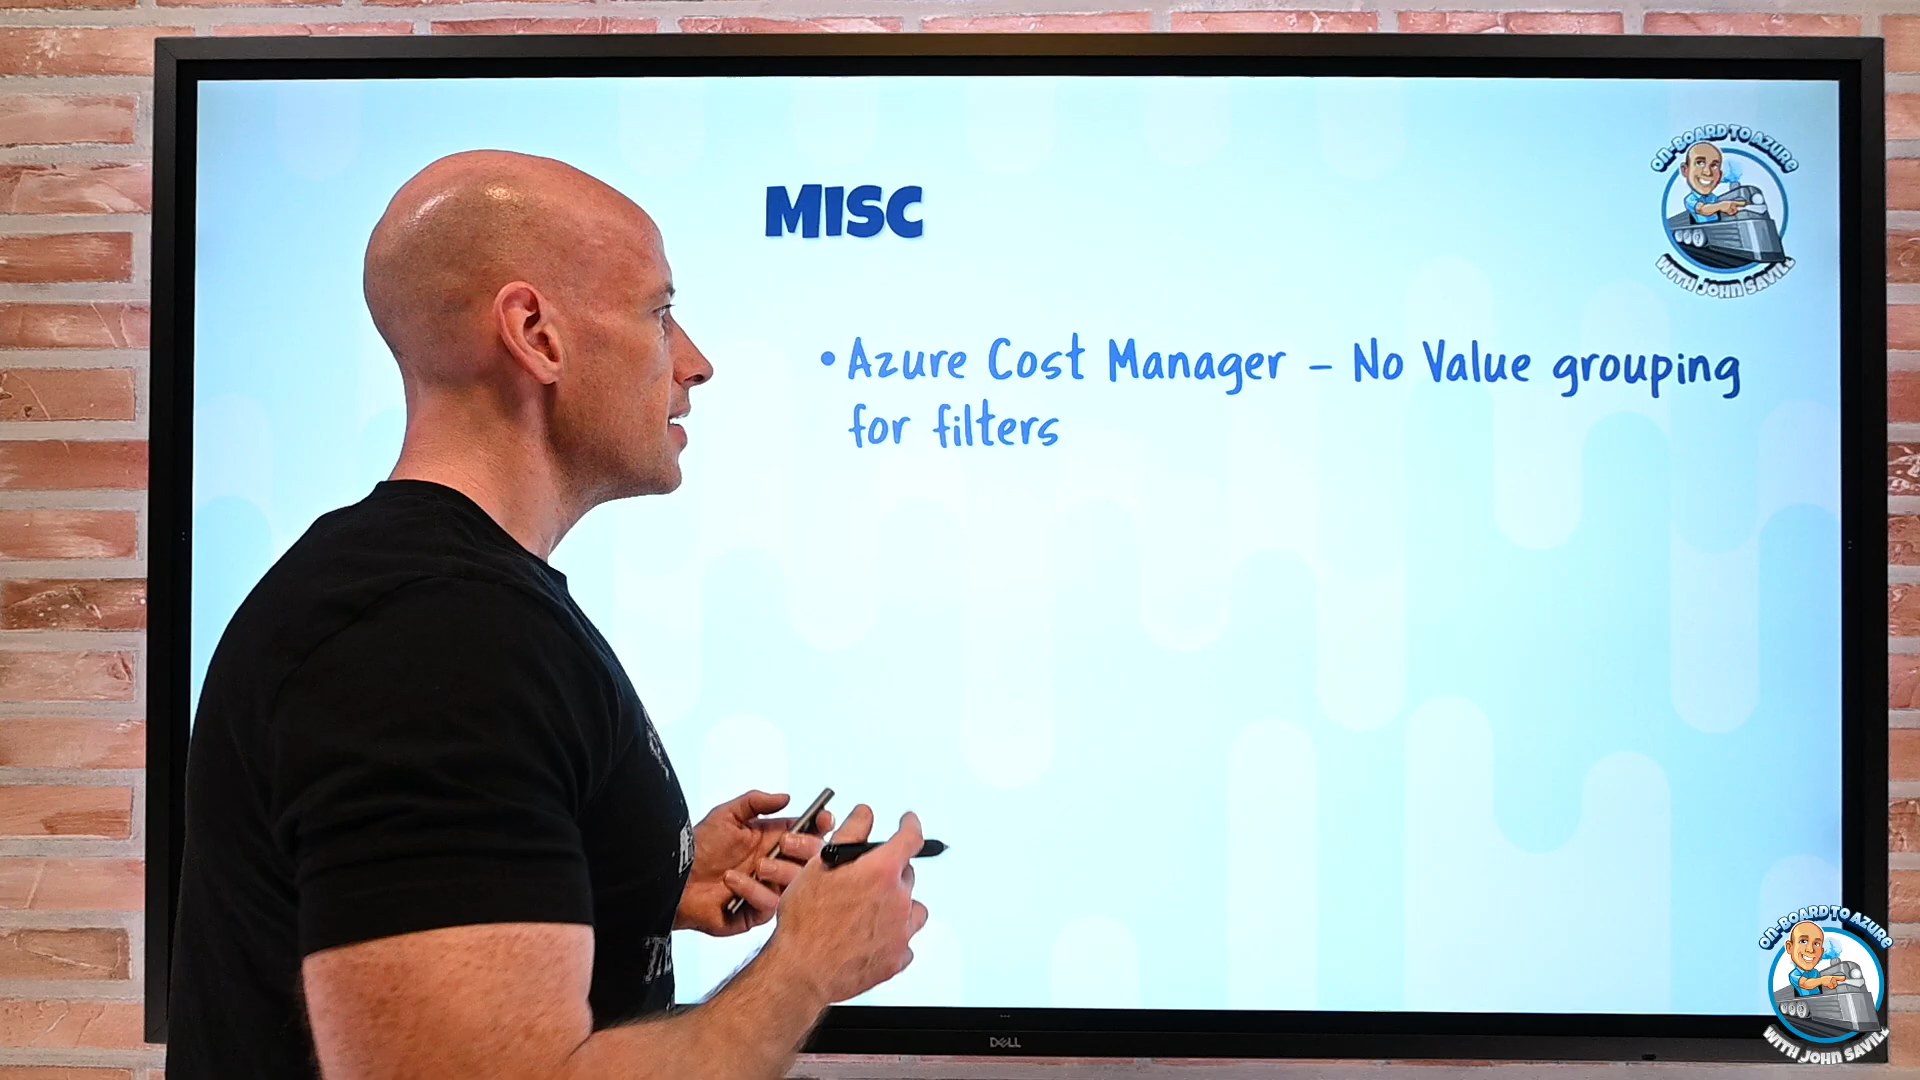 MISC
ON-BOARD TO AZURE
WITH JOHN SAVILL
• Azure Cost Manager – No Value grouping
for filters
DELL
ON-BOARD TO AZURE
WITH JOHN SAVILL